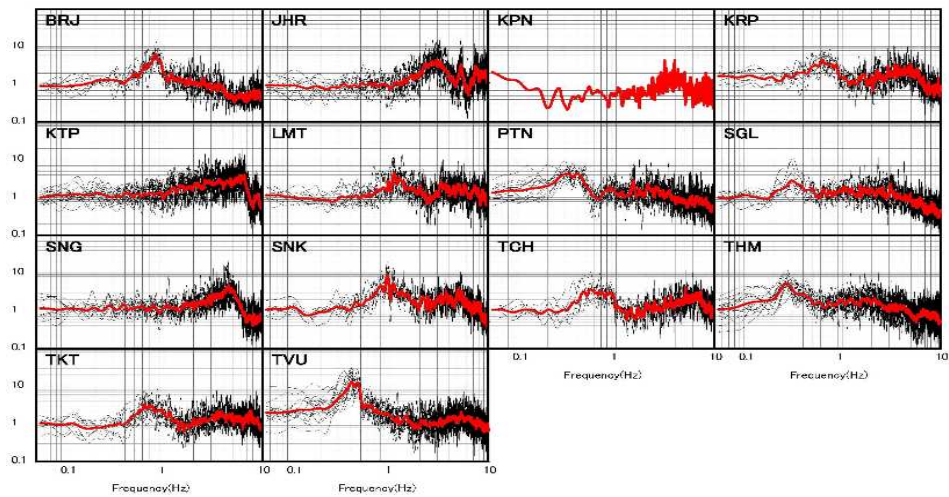 BRJ JHR KPN KRP
10
1
0.1
KTP LMT PTN SGL
10
1
0.1
SNG SNK TCH THM
10
1
0.1
0.1 1 10 0.1 1 10
Frequency(Hz) Frequency(Hz)
TKT TVU
10
1
0.1
0.1 1 10 0.1 1 10
Frequency(Hz) Frequency(Hz)